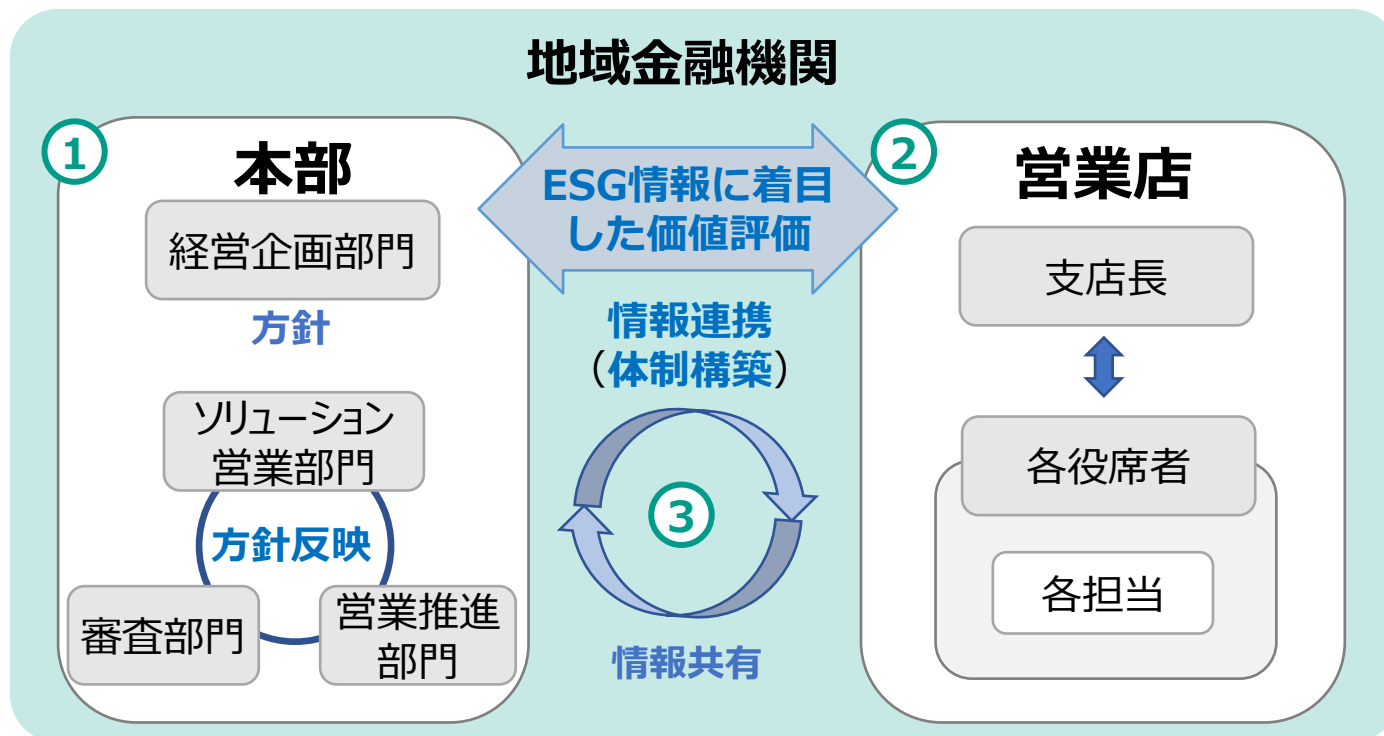 地域金融機関
①
本部
経営企画部門
方針
ソリューション
営業部門
方針反映
審査部門
営業推進
部門
ESG情報に着目
した価値評価
情報連携
（体制構築）
③
情報共有
②
営業店
支店長
各役席者
各担当